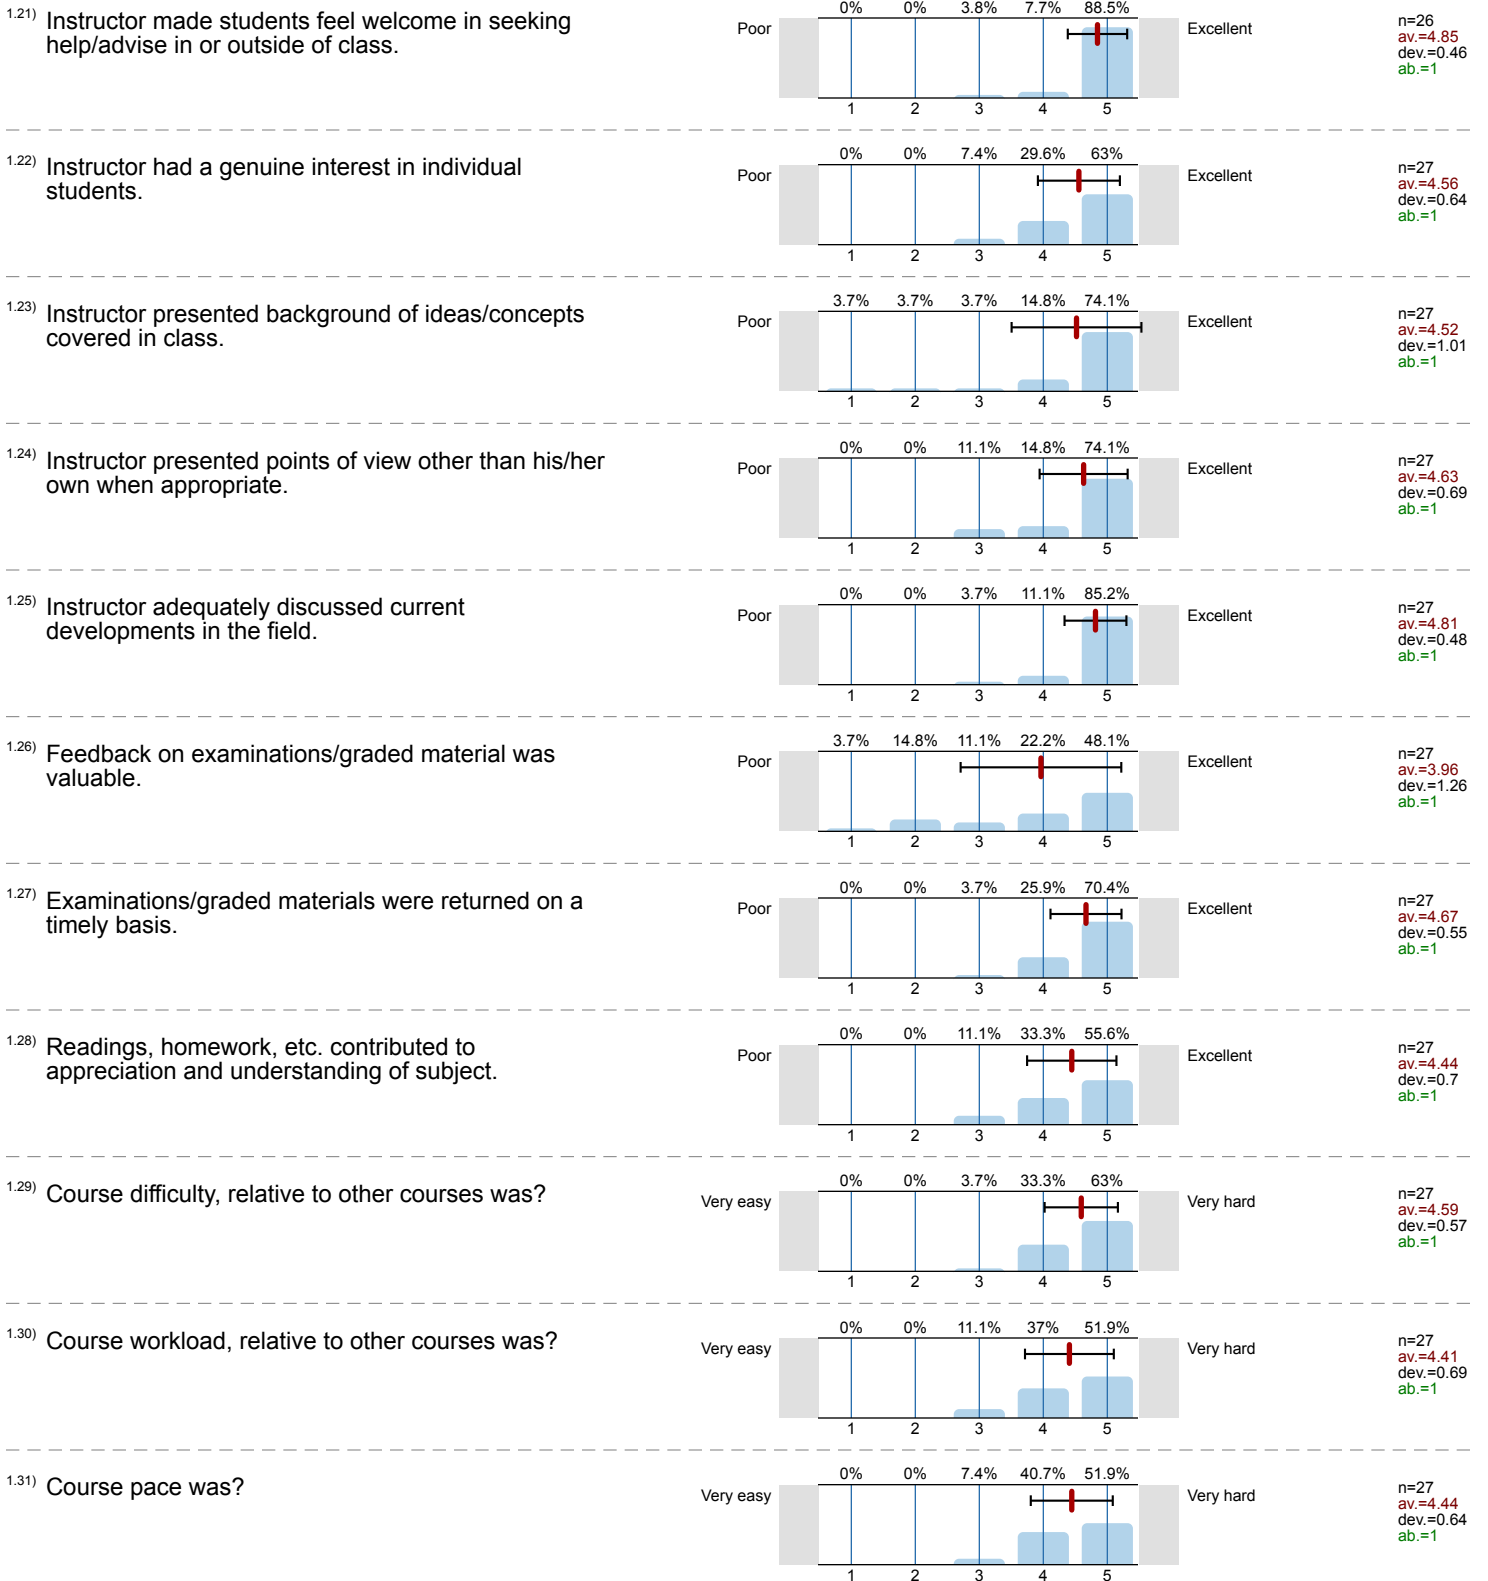 1.21) Instructor made students feel welcome in seeking
help/advise in or outside of class.
0% 0% 3.8% 7.7% 88.5%
Poor Excellent
1 2 3 4 5
n=26
av.=4.85
dev.=0.46
ab.=1
1.22) Instructor had a genuine interest in individual
students.
0% 0% 7.4% 29.6% 63%
Poor Excellent
1 2 3 4 5
n=27
av.=4.56
dev.=0.64
ab.=1
1.23) Instructor presented background of ideas/concepts
covered in class.
3.7% 3.7% 3.7% 14.8% 74.1%
Poor Excellent
1 2 3 4 5
n=27
av.=4.52
dev.=1.01
ab.=1
1.24) Instructor presented points of view other than his/her
own when appropriate.
0% 0% 11.1% 14.8% 74.1%
Poor Excellent
1 2 3 4 5
n=27
av.=4.63
dev.=0.69
ab.=1
1.25) Instructor adequately discussed current
developments in the field.
0% 0% 3.7% 11.1% 85.2%
Poor Excellent
1 2 3 4 5
n=27
av.=4.81
dev.=0.48
ab.=1
1.26) Feedback on examinations/graded material was
valuable.
3.7% 14.8% 11.1% 22.2% 48.1%
Poor Excellent
1 2 3 4 5
n=27
av.=3.96
dev.=1.26
ab.=1
1.27) Examinations/graded materials were returned on a
timely basis.
0% 0% 3.7% 25.9% 70.4%
Poor Excellent
1 2 3 4 5
n=27
av.=4.67
dev.=0.55
ab.=1
1.28) Readings, homework, etc. contributed to
appreciation and understanding of subject.
0% 0% 11.1% 33.3% 55.6%
Poor Excellent
1 2 3 4 5
n=27
av.=4.44
dev.=0.7
ab.=1
1.29) Course difficulty, relative to other courses was?
0% 0% 3.7% 33.3% 63%
Very easy Very hard
1 2 3 4 5
n=27
av.=4.59
dev.=0.57
ab.=1
1.30) Course workload, relative to other courses was?
0% 0% 11.1% 37% 51.9%
Very easy Very hard
1 2 3 4 5
n=27
av.=4.41
dev.=0.69
ab.=1
1.31) Course pace was?
0% 0% 7.4% 40.7% 51.9%
Very easy Very hard
1 2 3 4 5
n=27
av.=4.44
dev.=0.64
ab.=1